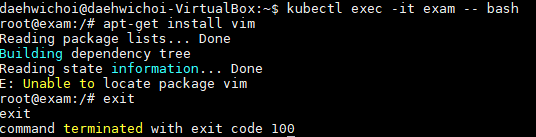 daehwichoi@daehwichoi-VirtualBox:~$ kubectl exec -it exam -- bash
root@exam:/# apt-get install vim
Reading package lists... Done
Building dependency tree
Reading state information... Done
E: Unable to locate package vim
root@exam:/# exit
exit
command terminated with exit code 100